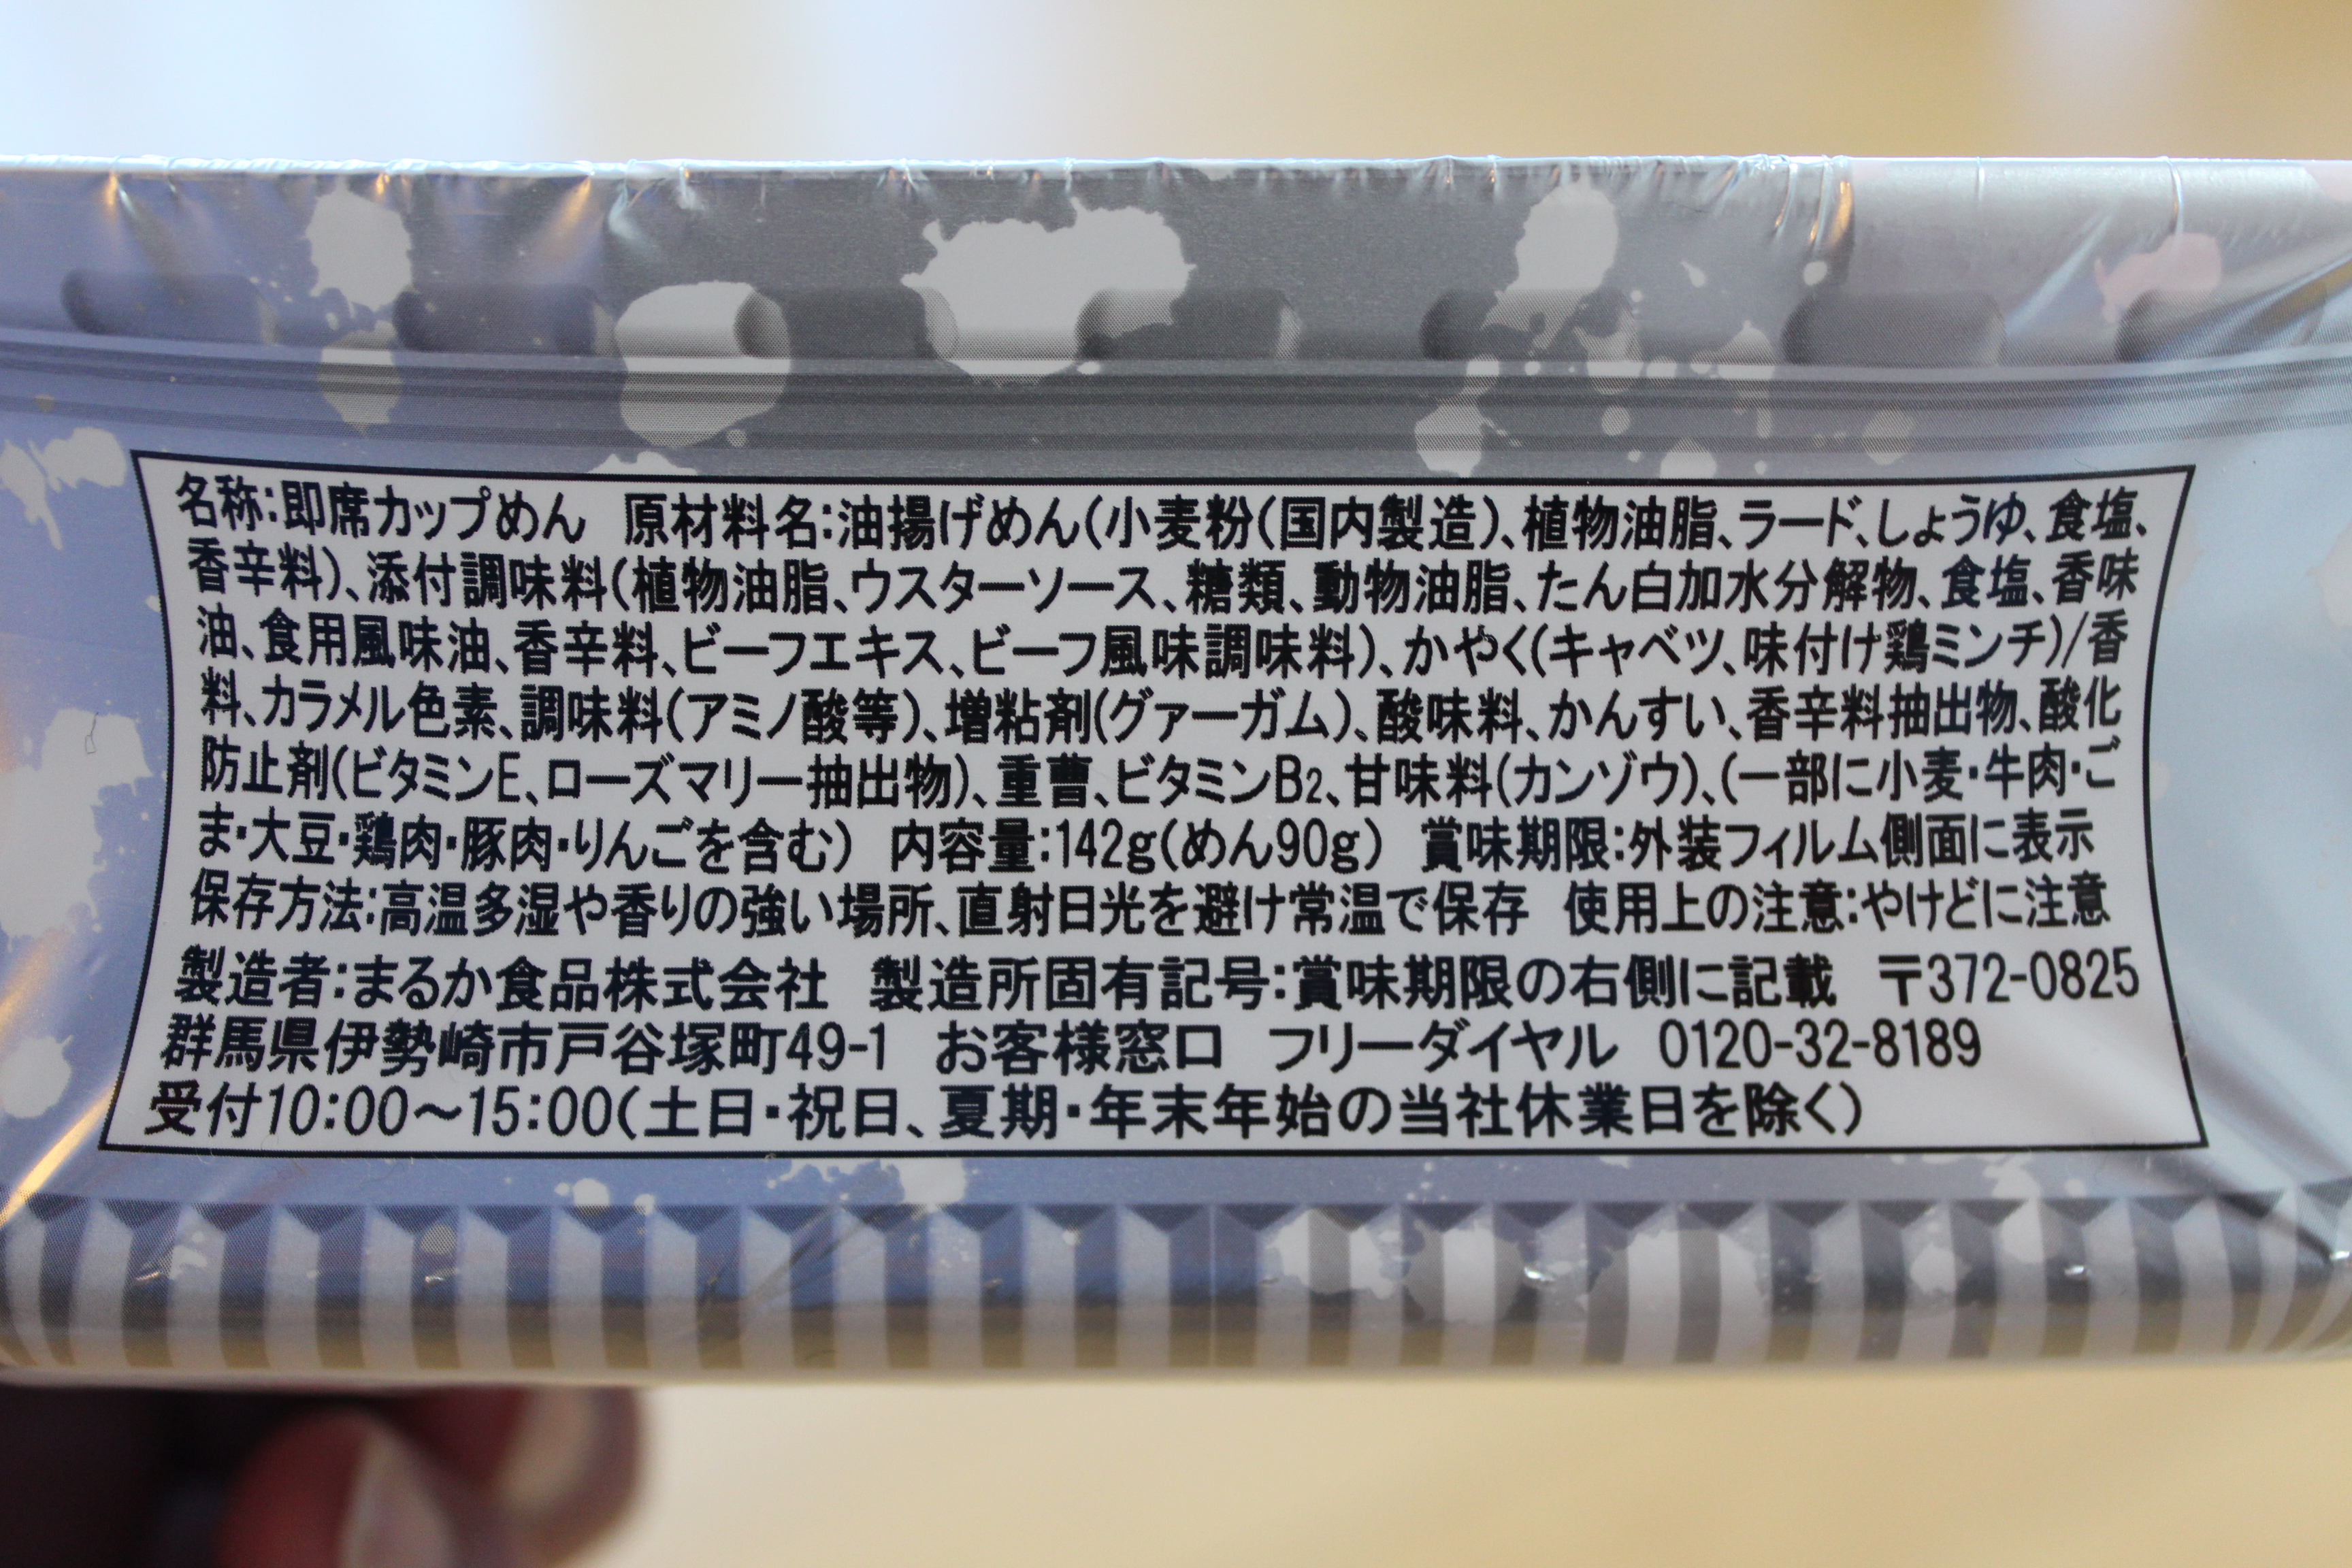 名称:即席カップめん 原材料名:油揚げめん(小麦粉(国内製造)、植物油脂、ラード、しょうゆ、食塩、
香辛料)、添付調味料(植物油脂、ウスターソース、糖類、動物油脂、たん白加水分解物、食塩、香味
油、食用風味油、香辛料、ビーフエキス、ビーフ風味調味料)、かやく(キャベツ、味付け鶏ミンチ)/香
料、カラメル色素、調味料(アミノ酸等)、増粘剤(グァーガム)、酸味料、かんすい、香辛料抽出物、酸化
防止剤(ビタミンE、ローズマリー抽出物)、重曹、ビタミンB2、甘味料(カンゾウ)、(一部に小麦・牛肉・ご
ま・大豆・鶏肉・豚肉・りんごを含む) 内容量:142g(めん90g) 賞味期限:外装フィルム側面に表示
保存方法:高温多湿や香りの強い場所、直射日光を避け常温で保存 使用上の注意:やけどに注意
製造者:まるか食品株式会社 製造所固有記号:賞味期限の右側に記載 〒372-0825
群馬県伊勢崎市戸谷塚町49-1 お客様窓口 フリーダイヤル 0120-32-8189
受付10:00〜15:00(土日・祝日、夏期・年末年始の当社休業日を除く)